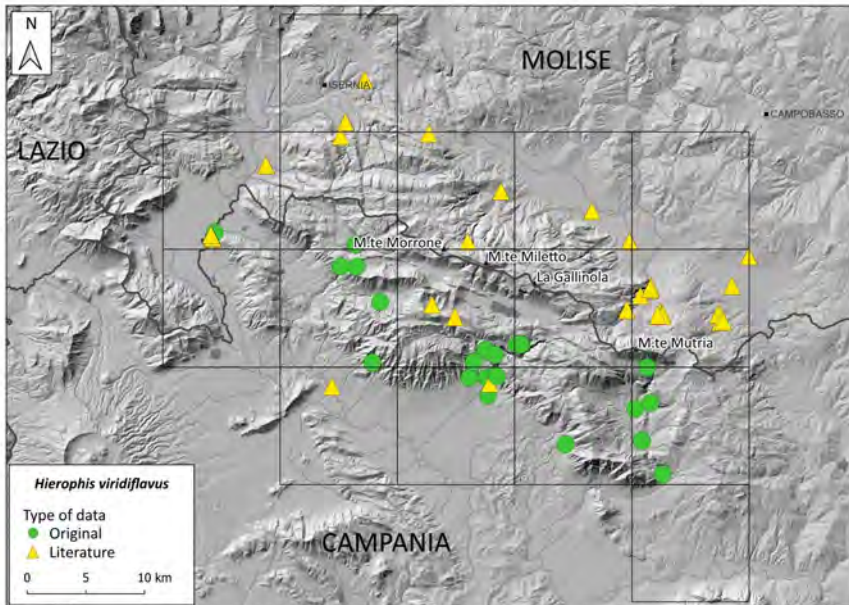 N
MOLISE
ISERNIA
CAMPOBASSO
LAZIO
M.te Morrone
M.te Miletto
La Gallinola
M.te Mutria
Hierophis viridiflavus
Type of data
Original
Literature
0 5 10 km
CAMPANIA